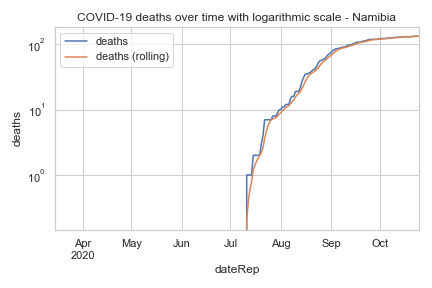 COVID-19 deaths over time with logarithmic scale - Namibia
deaths
deaths (rolling)
10²
10¹
10⁰
deaths
Apr May Jun Jul Aug Sep Oct
2020
dateRep